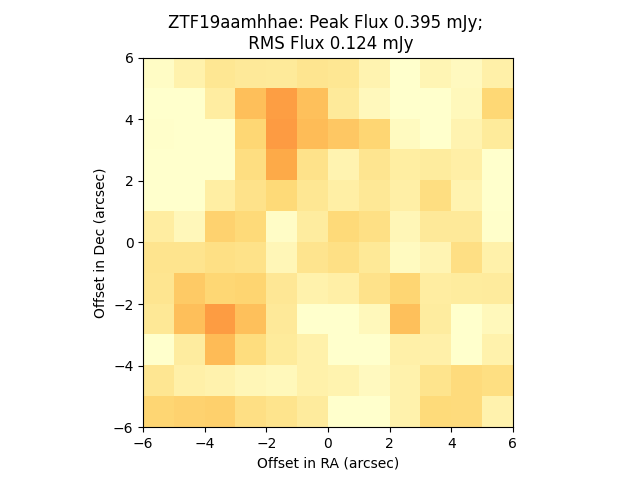 ZTF19aamhhae: Peak Flux 0.395 mJy;
RMS Flux 0.124 mJy
6
4
2
0
−2
−4
−6
Offset in Dec (arcsec)
−6 −4 −2 0 2 4 6
Offset in RA (arcsec)